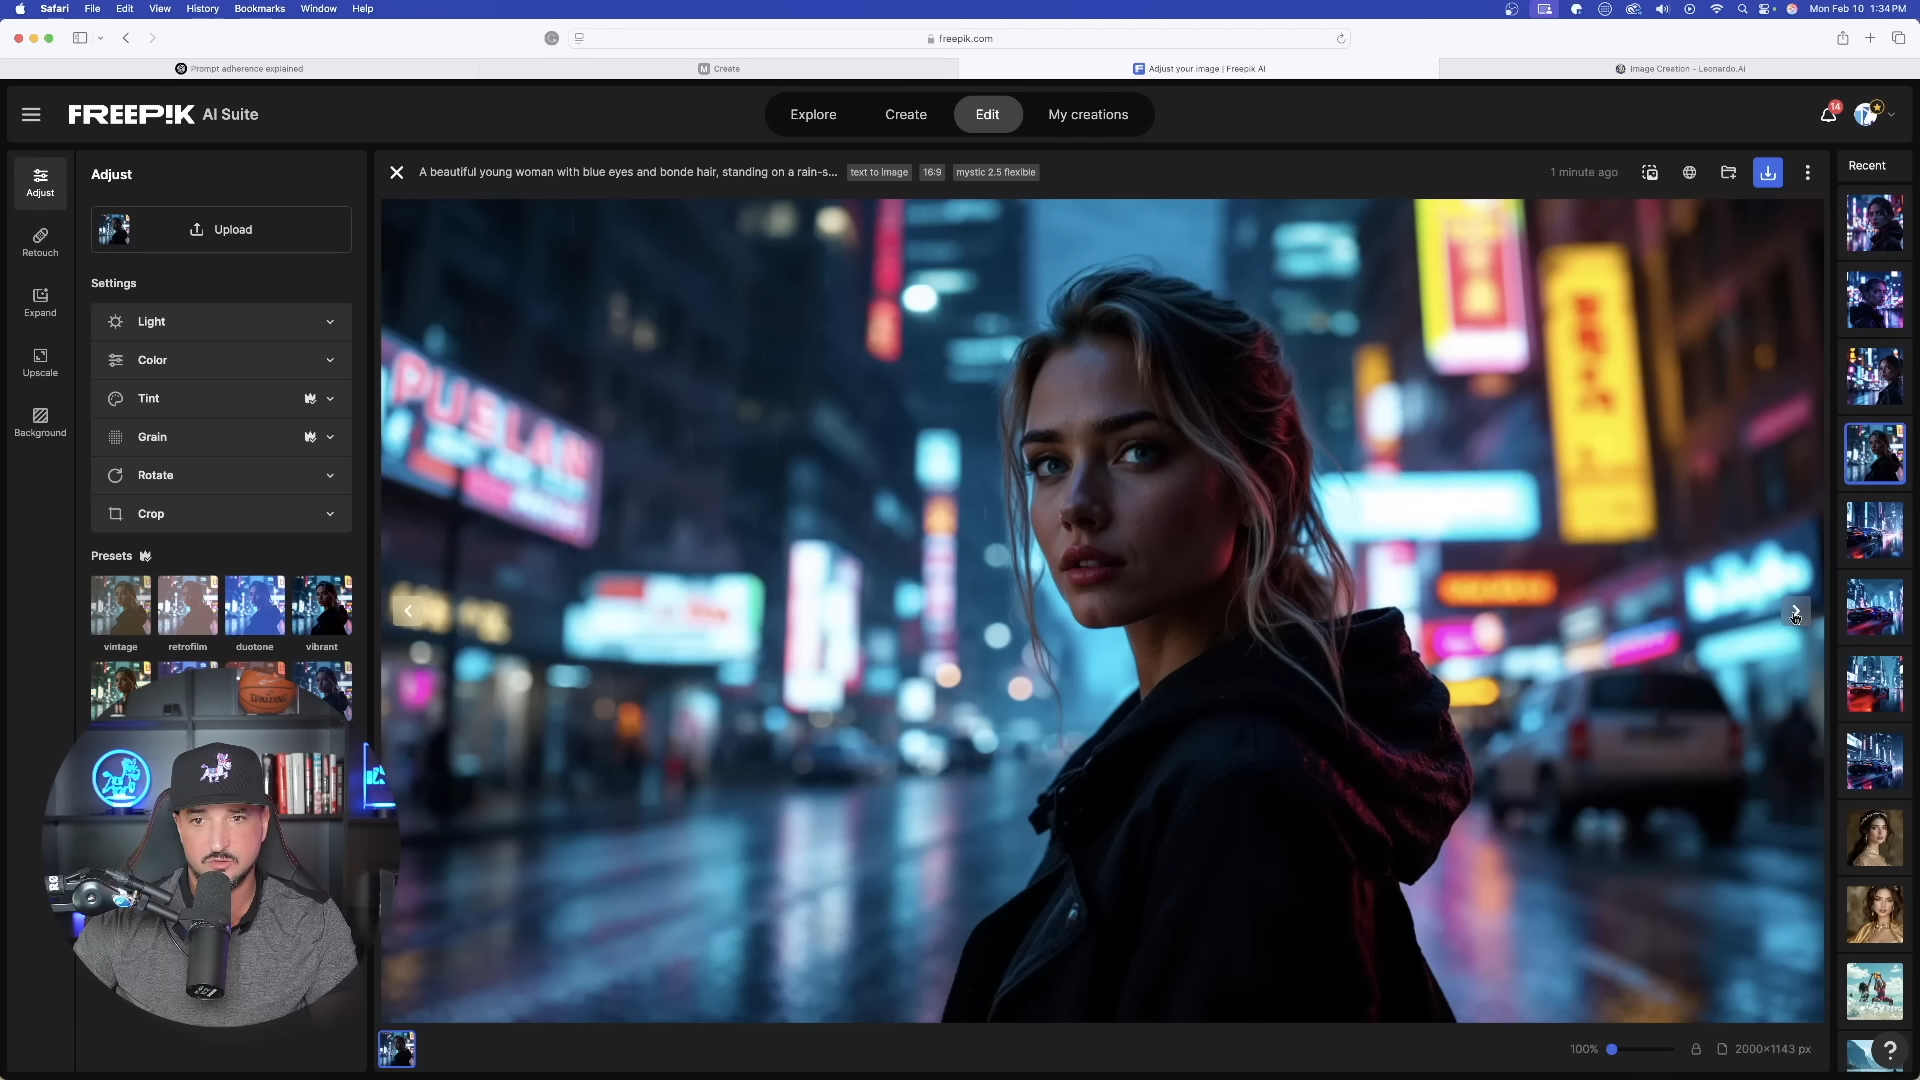 Safari File Edit View History Bookmarks Window Help
Mon Feb 10 1:34 PM
freepik.com
Prompt adherence explained
M Create
Adjust your image | Freepik AI
Image Creation - Leonardo.Ai
FREEP!K AI Suite
Explore Create Edit My creations
14
Adjust
Retouch
Expand
Upscale
Background
Adjust
Upload
Settings
Light
Color
Tint
Grain
Rotate
Crop
Presets
vintage retrofilm duotone vibrant
A beautiful young woman with blue eyes and bonde hair, standing on a rain-s...
text to image 16:9 mystic 2.5 flexible
1 minute ago
Recent
PUSLAN
SPALDING
100%
2000×1143 px
?